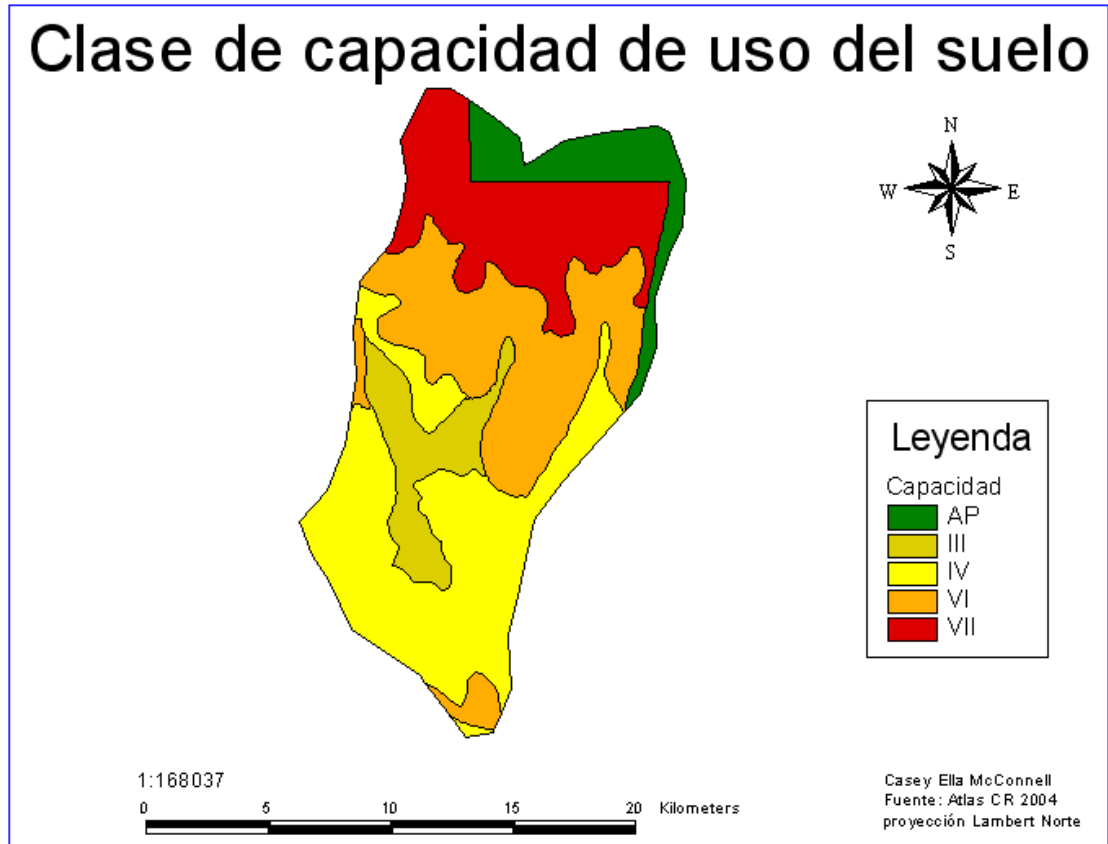 Clase de capacidad de uso del suelo
N
W E
S
Leyenda
Capacidad
AP
III
IV
VI
VII
1:168037
0 5 10 15 20 Kilometers
Casey Ella McConnell
Fuente: Atlas CR 2004
proyección Lambert Norte